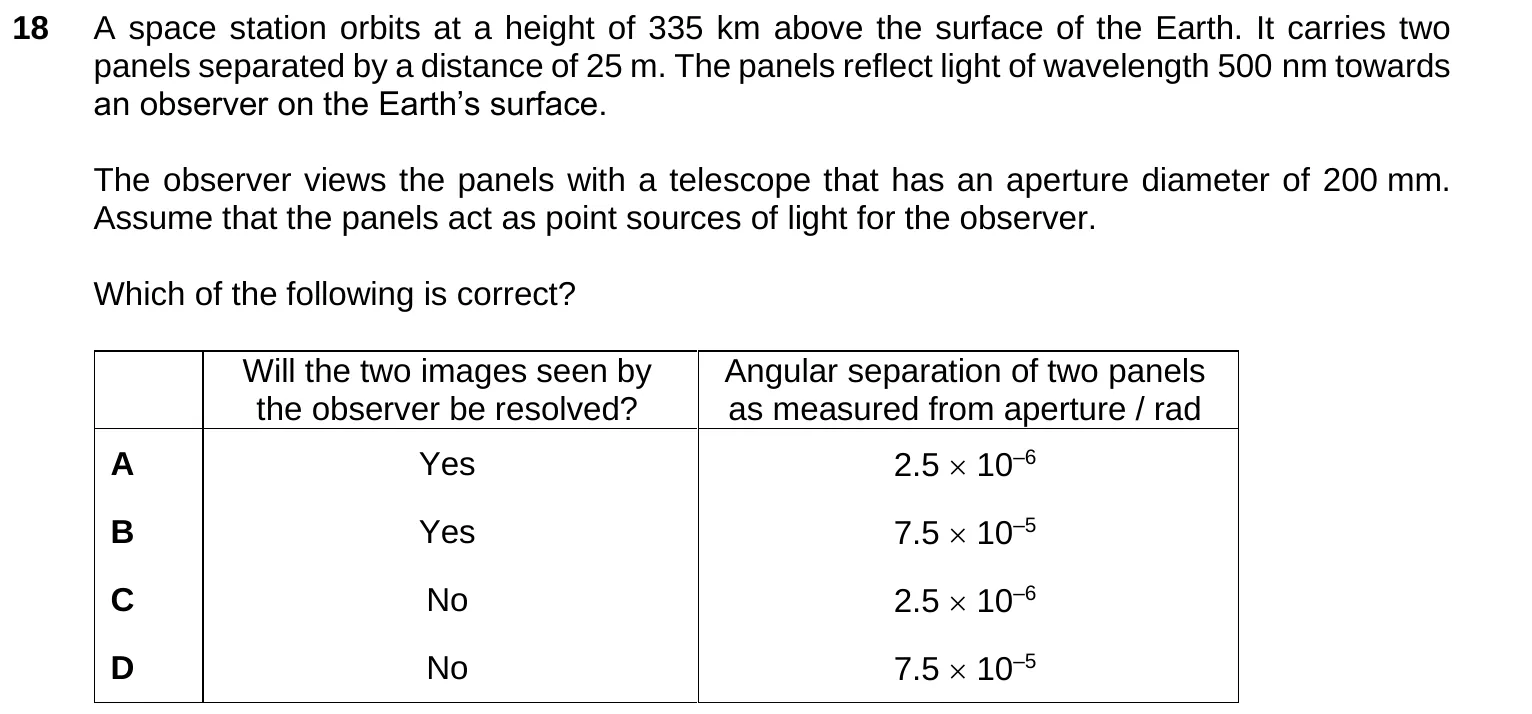 18 A space station orbits at a height of 335 km above the surface of the Earth. It carries two
panels separated by a distance of 25 m. The panels reflect light of wavelength 500 nm towards
an observer on the Earth's surface.
The observer views the panels with a telescope that has an aperture diameter of 200 mm.
Assume that the panels act as point sources of light for the observer.
Which of the following is correct?
Will the two images seen by the observer be resolved? Angular separation of two panels as measured from aperture / rad
A Yes 2.5 × 10⁻⁶
B Yes 7.5 × 10⁻⁵
C No 2.5 × 10⁻⁶
D No 7.5 × 10⁻⁵